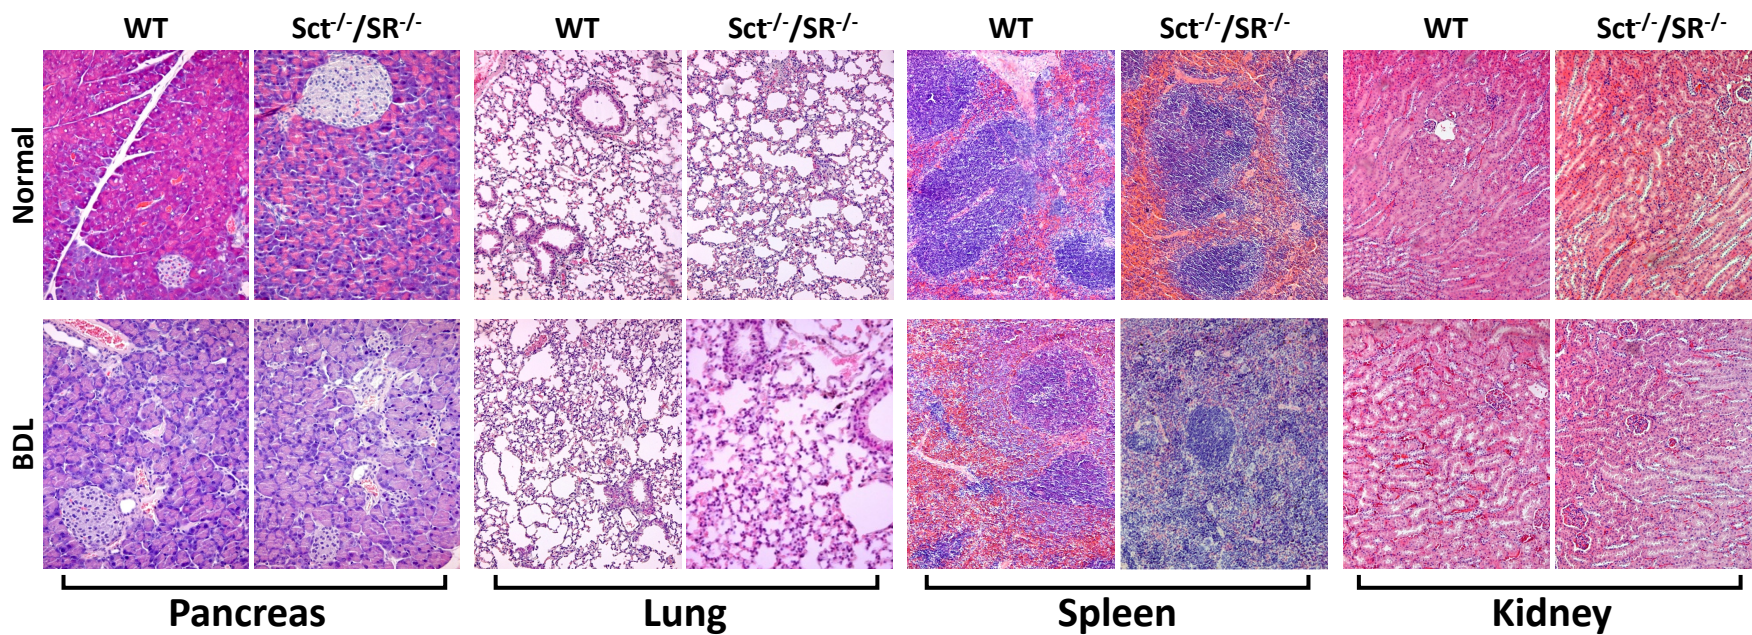 WT Sct-/-/SR-/- WT Sct-/-/SR-/- WT Sct-/-/SR-/- WT Sct-/-/SR-/-
Normal
BDL
Pancreas Lung Spleen Kidney